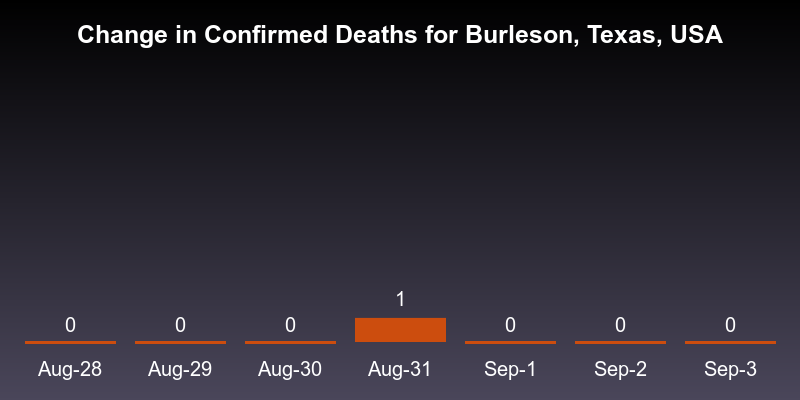 Change in Confirmed Deaths for Burleson, Texas, USA
1
0 0 0 0 0 0
Aug-28 Aug-29 Aug-30 Aug-31 Sep-1 Sep-2 Sep-3